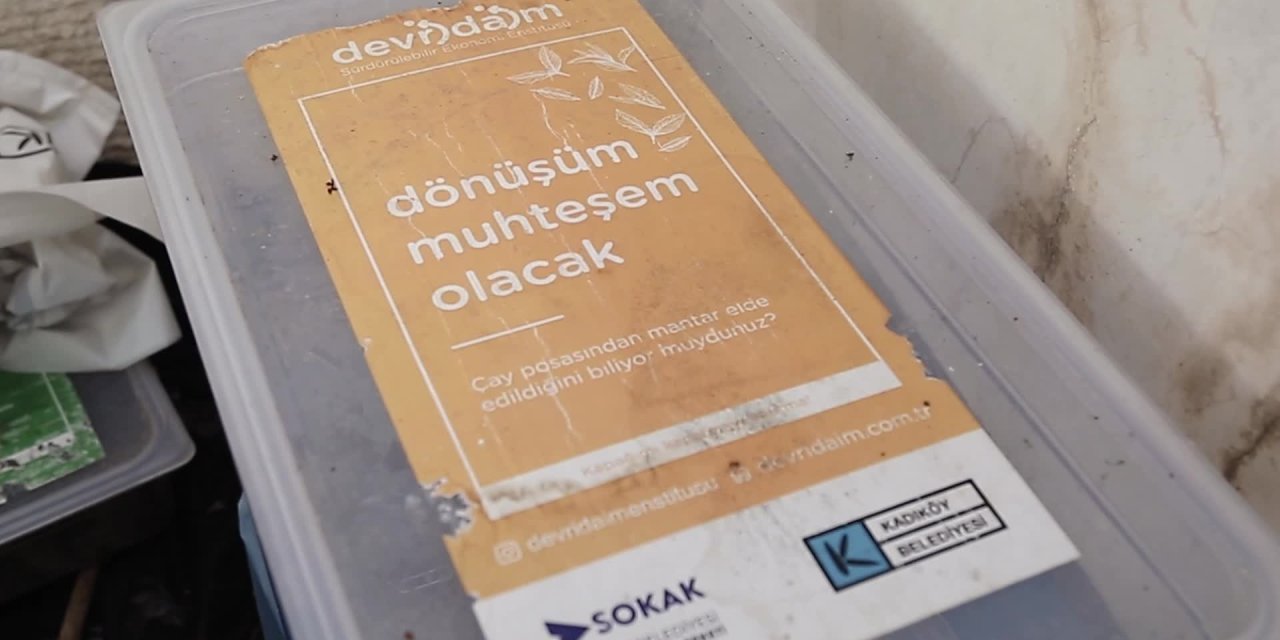 devridaim
Sürdürülebilir Ekonomi Enstitüsü
dönüşüm
muhteşem
olacak
Çay posasından mantar elde
edildiğini biliyor muydunuz?
devridaimenstitusu devridaim.com.tr
K KADIKÖY
BELEDİYESİ
SOKAK